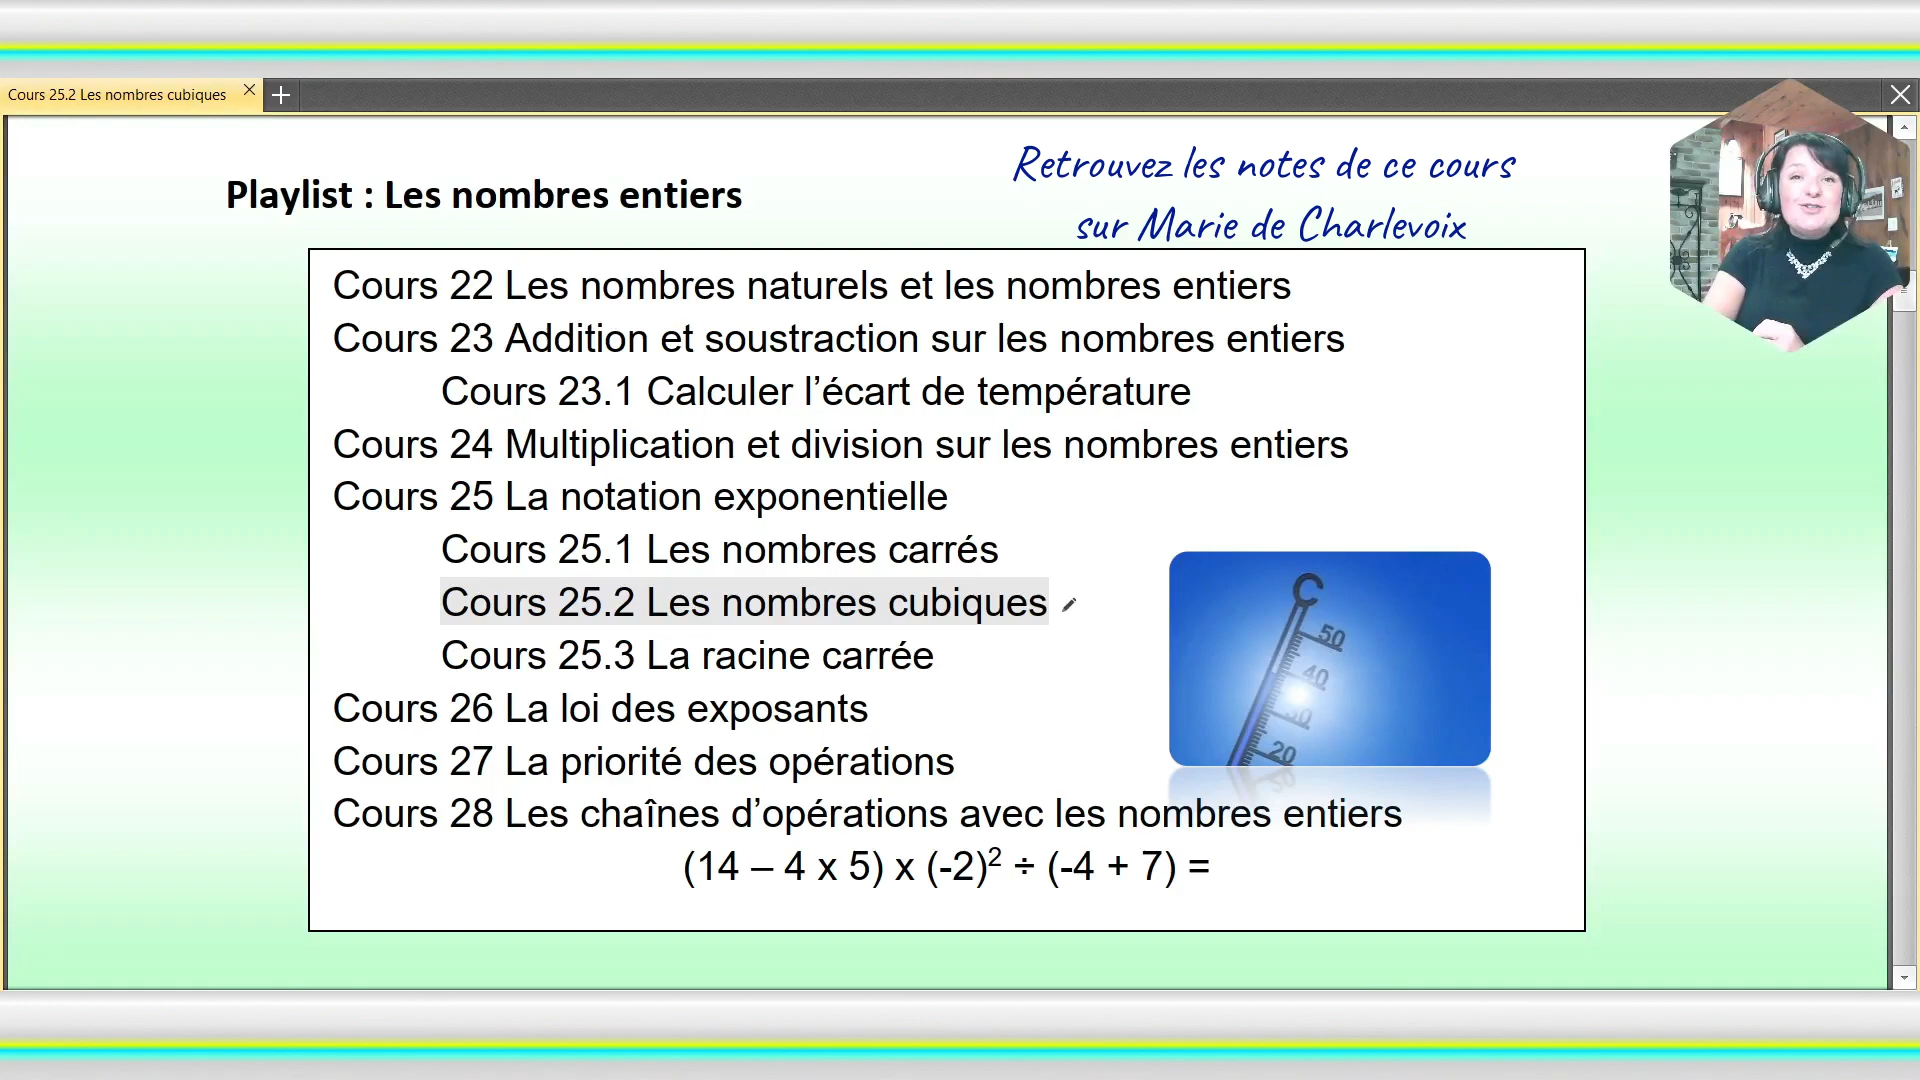 Cours 25.2 Les nombres cubiques
Retrouvez les notes de ce cours
sur Marie de Charlevoix
Playlist : Les nombres entiers
Cours 22 Les nombres naturels et les nombres entiers
Cours 23 Addition et soustraction sur les nombres entiers
Cours 23.1 Calculer l’écart de température
Cours 24 Multiplication et division sur les nombres entiers
Cours 25 La notation exponentielle
Cours 25.1 Les nombres carrés
Cours 25.2 Les nombres cubiques
Cours 25.3 La racine carrée
Cours 26 La loi des exposants
Cours 27 La priorité des opérations
Cours 28 Les chaînes d’opérations avec les nombres entiers
(14 – 4 x 5) x (-2)² ÷ (-4 + 7) =
C
50
40
30
20